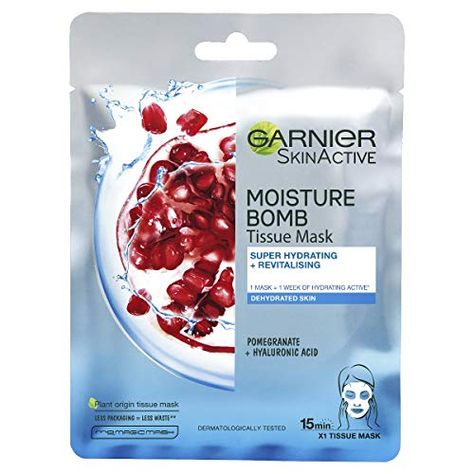 GARNIER
SKINACTIVE
MOISTURE
BOMB
Tissue Mask
SUPER HYDRATING
+ REVITALISING
1 MASK = 1 WEEK OF HYDRATING ACTIVE*
DEHYDRATED SKIN
POMEGRANATE
+ HYALURONIC ACID
Plant origin tissue mask
LESS PACKAGING = LESS WASTE**
DERMATOLOGICALLY TESTED
15min
X1 TISSUE MASK